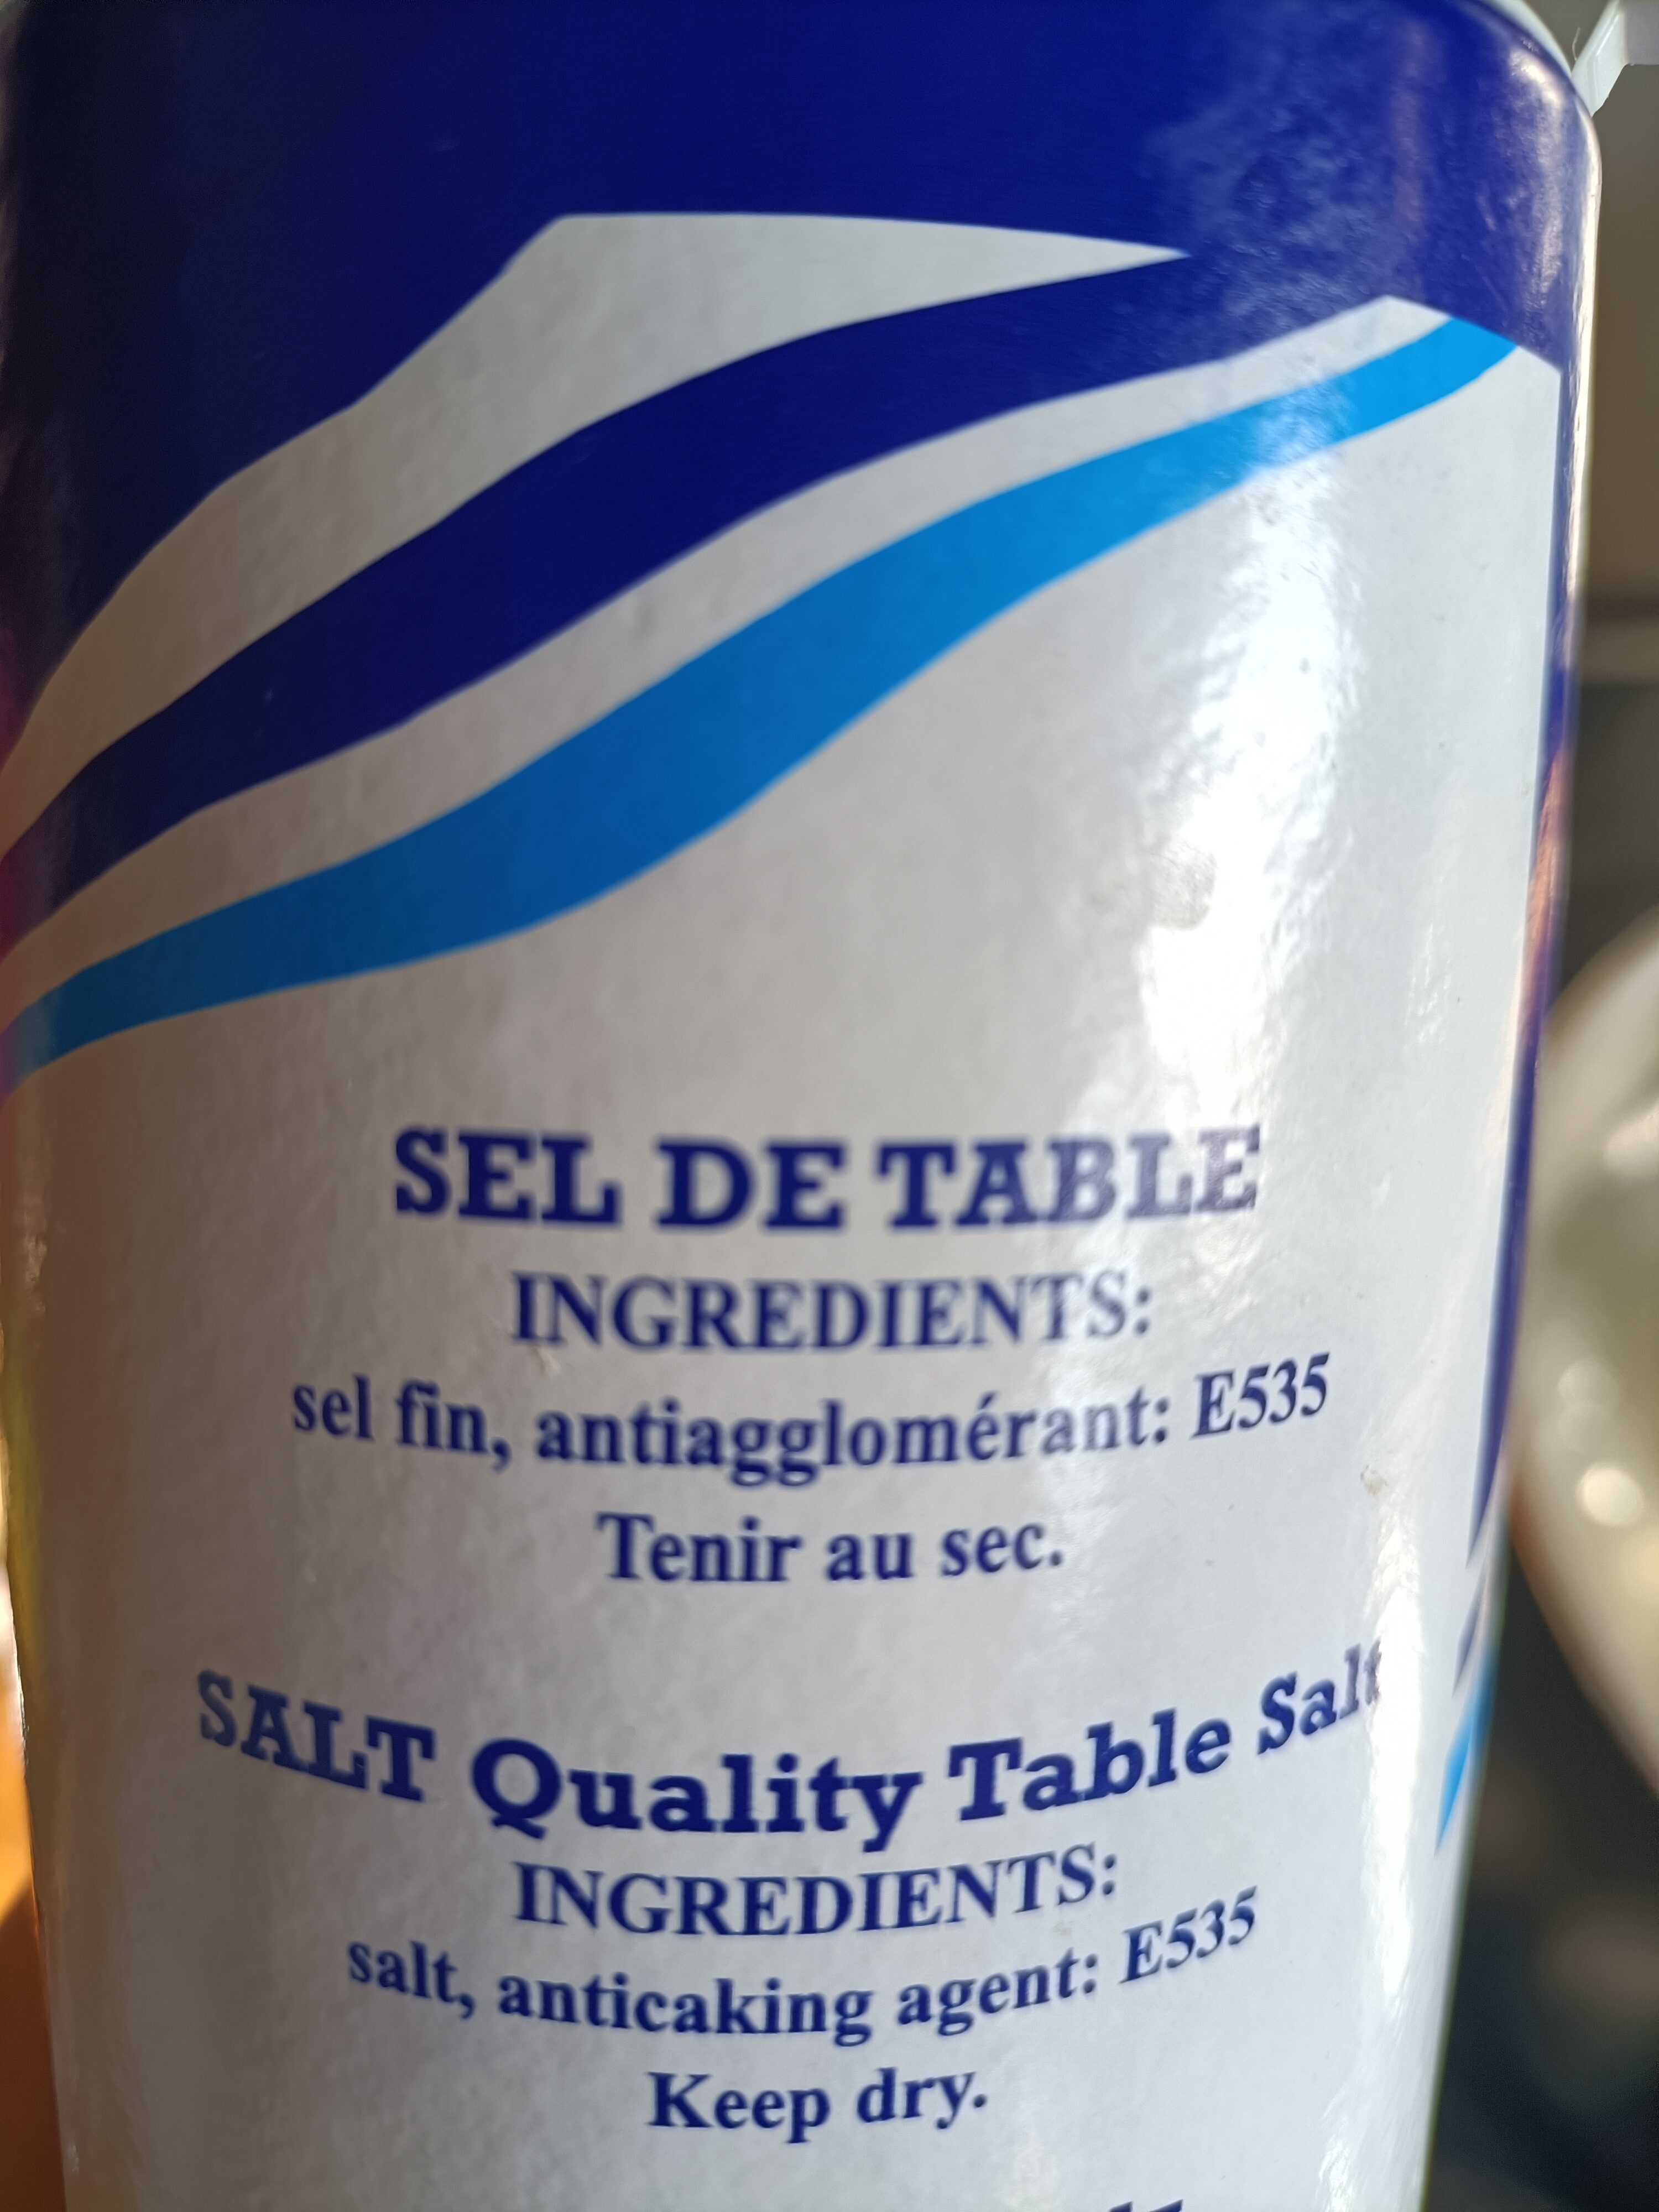 SEL DE TABLE
INGREDIENTS:
sel fin, antiagglomérant: E535
Tenir au sec.
SALT Quality Table Salt
INGREDIENTS:
salt, anticaking agent: E535
Keep dry.